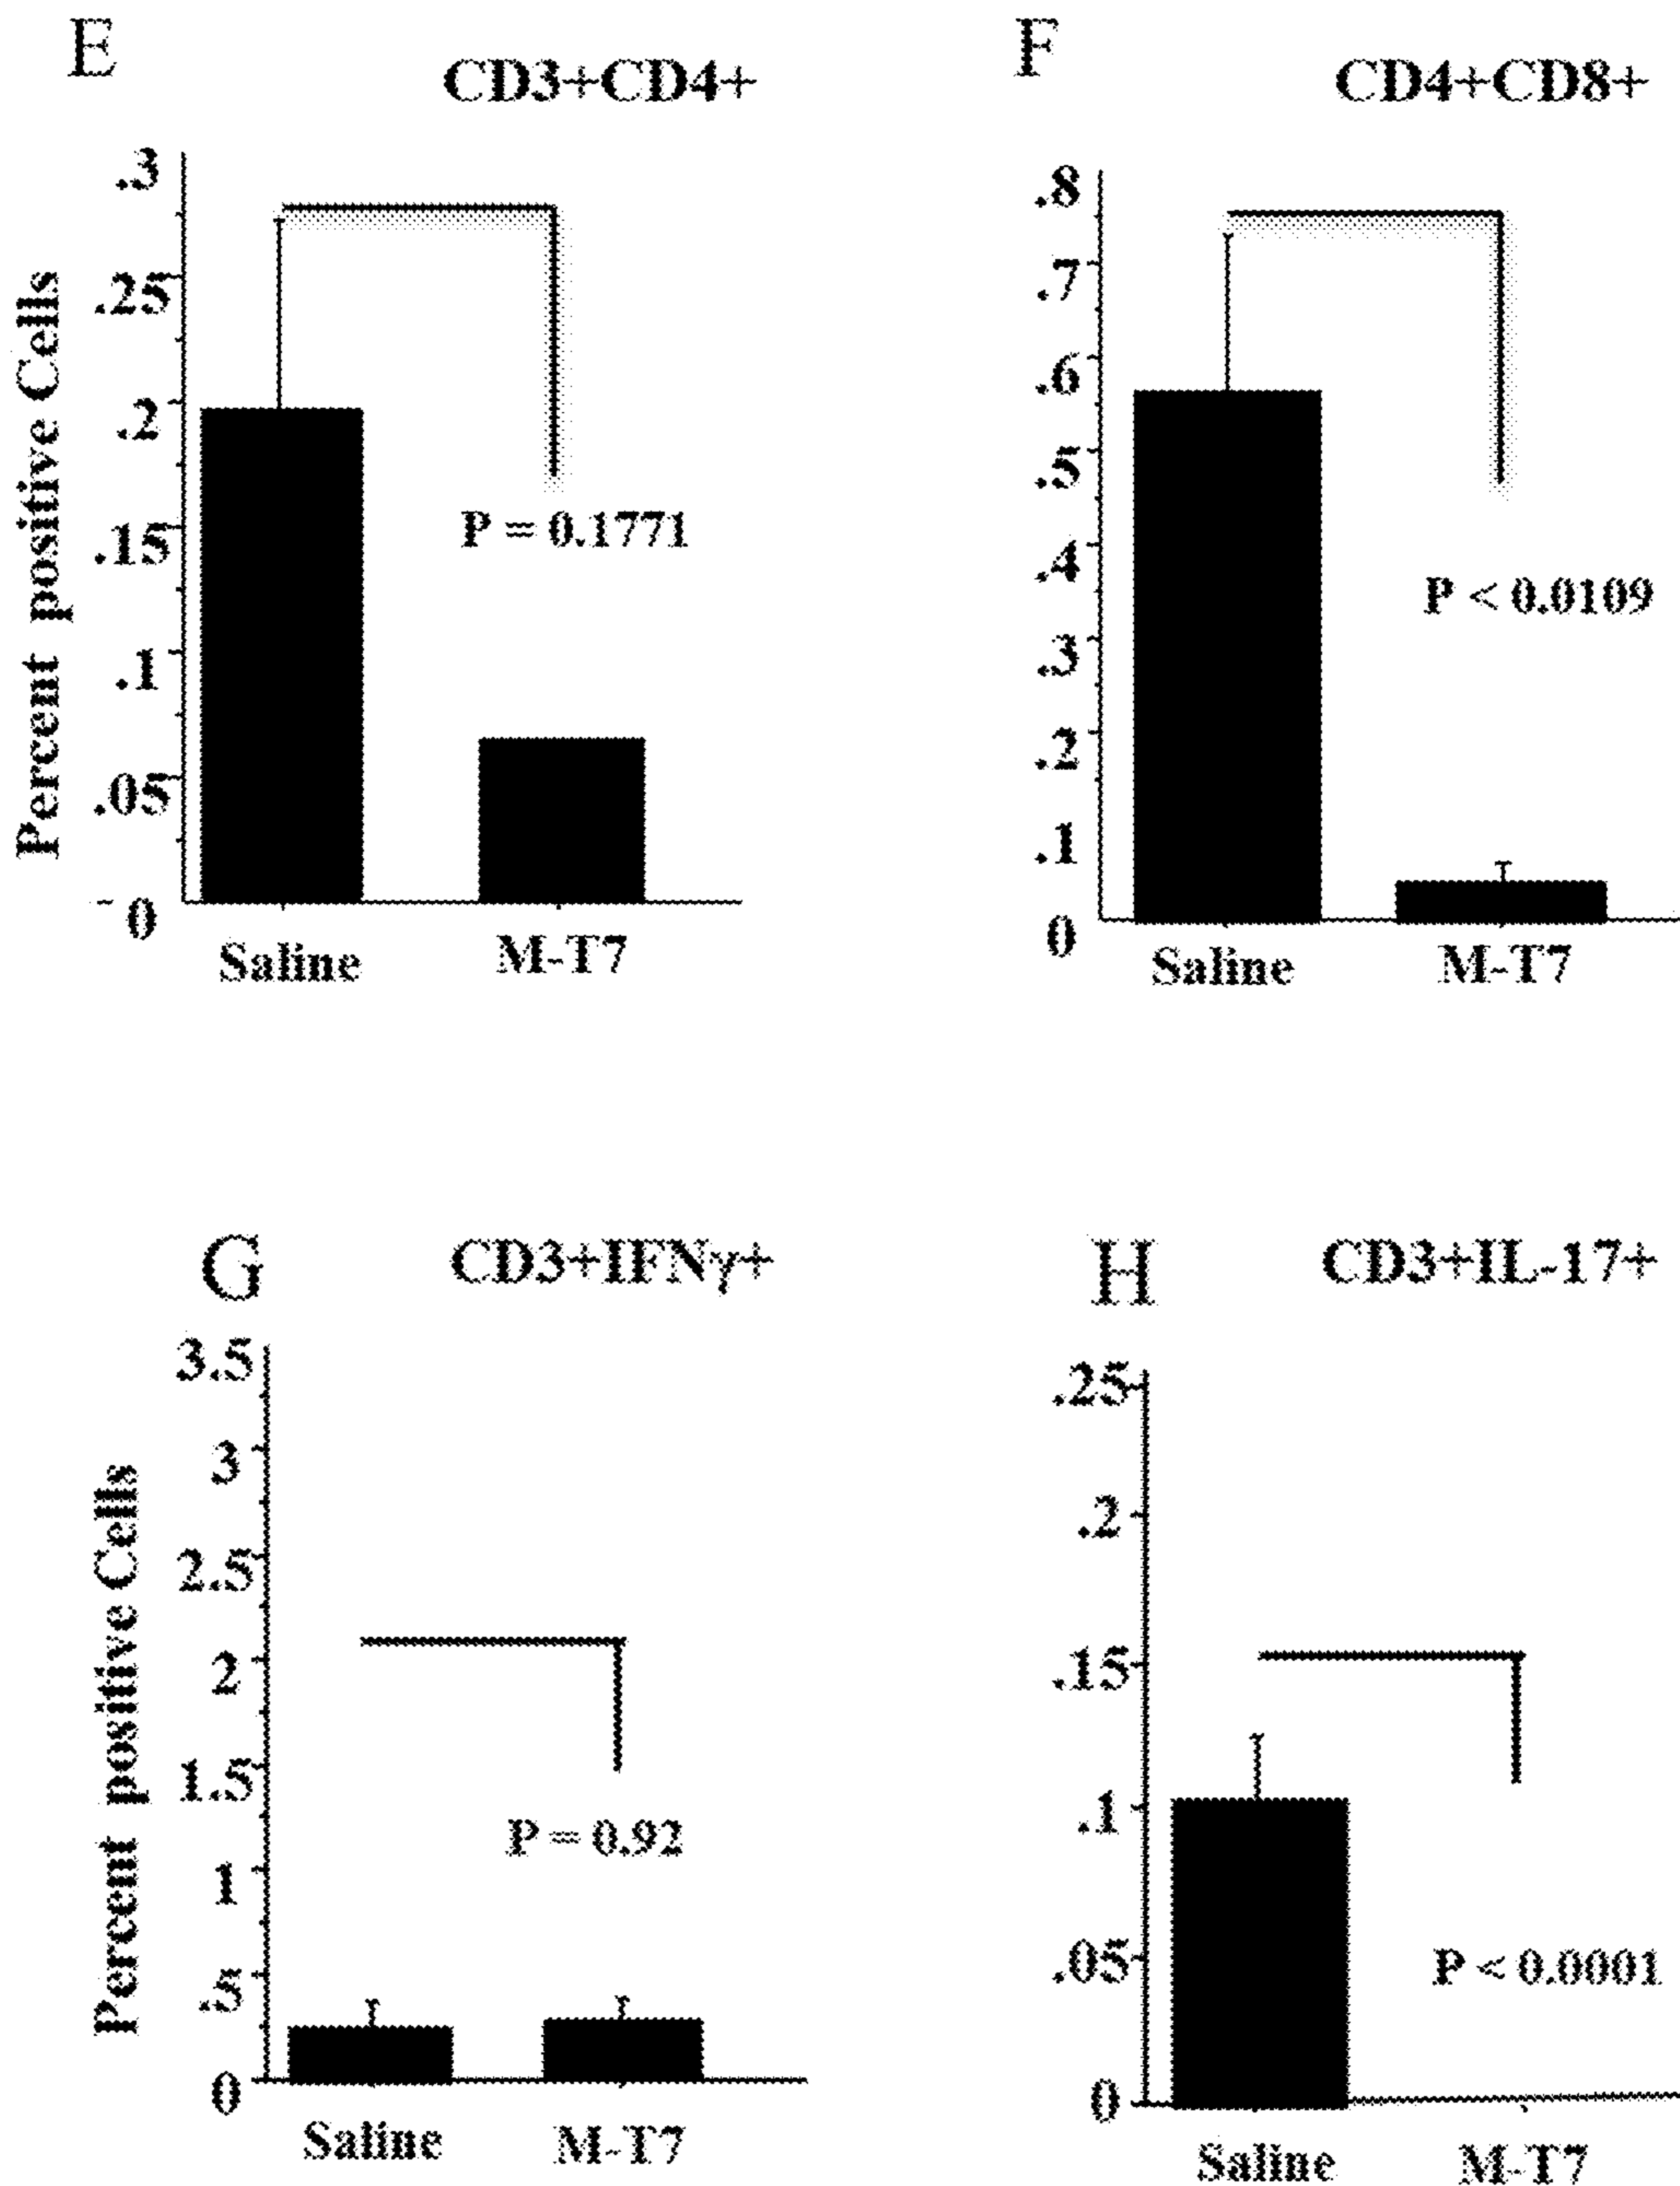 E
CD3+CD4+
Percent positive Cells
.3
.25
.2
.15
.1
.05
0
P = 0.1771
Saline
M-T7
F
CD4+CD8+
.8
.7
.6
.5
.4
.3
.2
.1
0
P < 0.0109
Saline
M-T7
G
CD3+IFNγ+
Percent positive Cells
3.5
3
2.5
2
1.5
1
.5
0
P = 0.92
Saline
M-T7
H
CD3+IL-17+
.25
.2
.15
.1
.05
0
P < 0.0001
Saline
M-T7